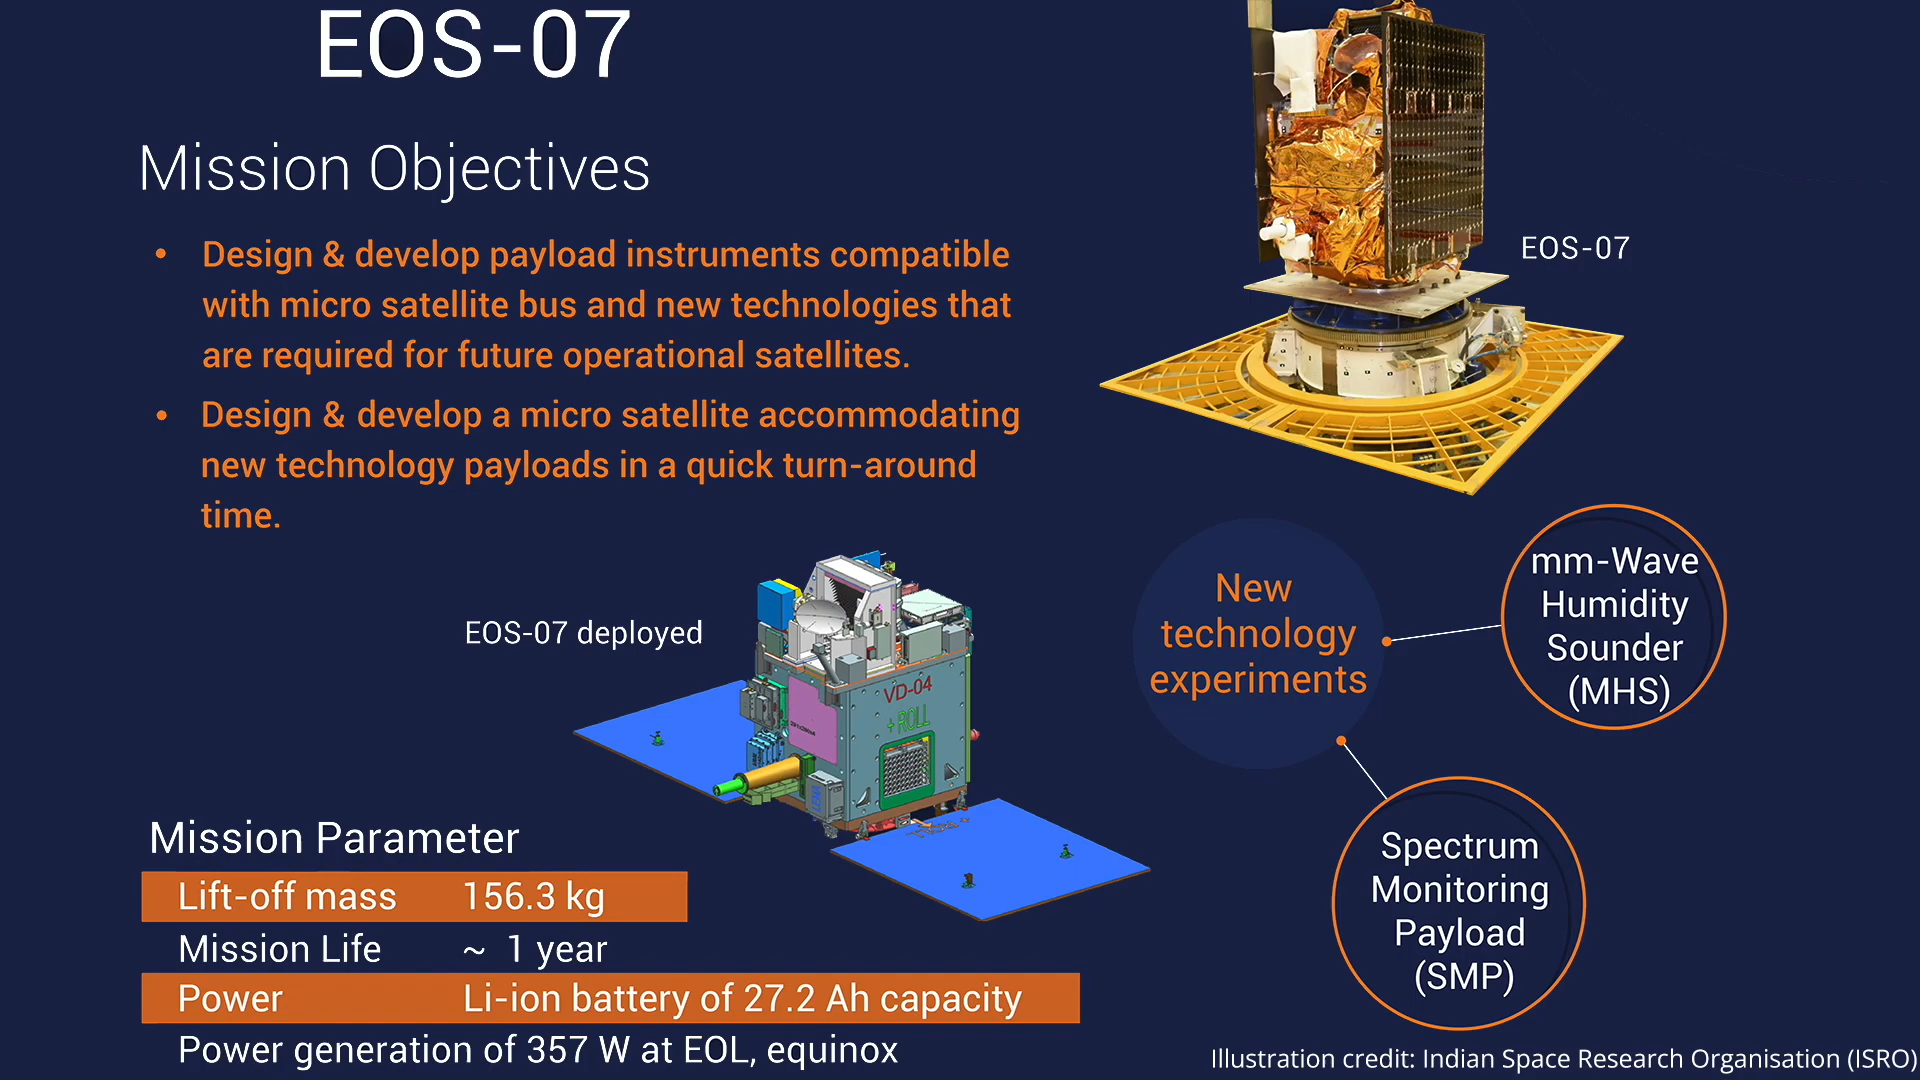 EOS-07
Mission Objectives
• Design & develop payload instruments compatible
with micro satellite bus and new technologies that
are required for future operational satellites.
• Design & develop a micro satellite accommodating
new technology payloads in a quick turn-around
time.
EOS-07
EOS-07 deployed
VD-04
+ROLL
New
technology
experiments
mm-Wave
Humidity
Sounder
(MHS)
Spectrum
Monitoring
Payload
(SMP)
Mission Parameter
Lift-off mass 156.3 kg
Mission Life ~ 1 year
Power Li-ion battery of 27.2 Ah capacity
Power generation of 357 W at EOL, equinox
Illustration credit: Indian Space Research Organisation (ISRO)